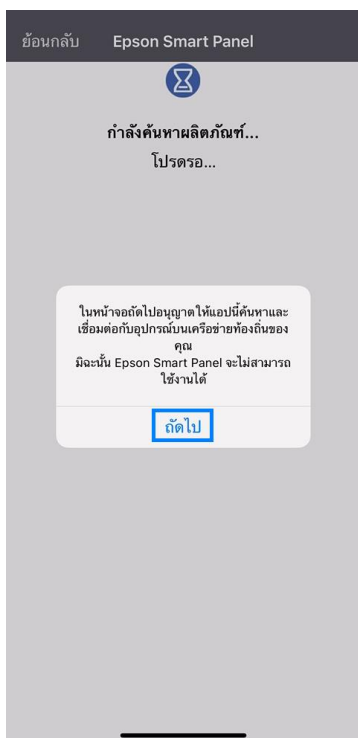 ย้อนกลับ Epson Smart Panel
กำลังค้นหาผลิตภัณฑ์...
โปรดรอ...
ในหน้าจอถัดไปอนุญาตให้แอปนี้ค้นหาและ
เชื่อมต่อกับอุปกรณ์บนเครือข่ายท้องถิ่นของ
คุณ
มิฉะนั้น Epson Smart Panel จะไม่สามารถ
ใช้งานได้
ถัดไป